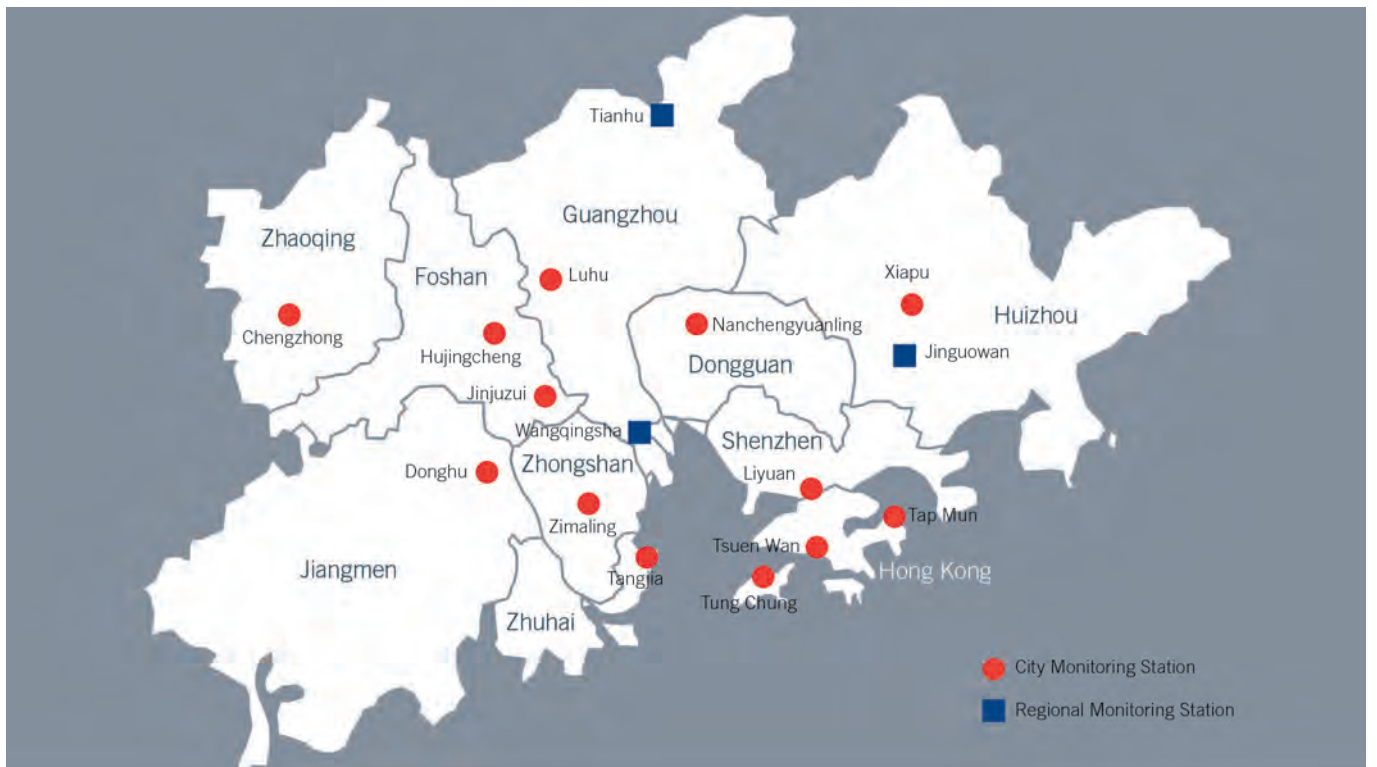 Tianhu
Guangzhou
Zhaoqing
Foshan
Luhu
Xiapu
Huizhou
Chengzhong
Hujingcheng
Nanchengyuanling
Jinguowan
Dongguan
Jinjuzui
Wangqingsha
Shenzhen
Donghu
Zhongshan
Liyuan
Zimaling
Tap Mun
Tsuen Wan
Jiangmen
Tangjia
Hong Kong
Tung Chung
Zhuhai
City Monitoring Station
Regional Monitoring Station